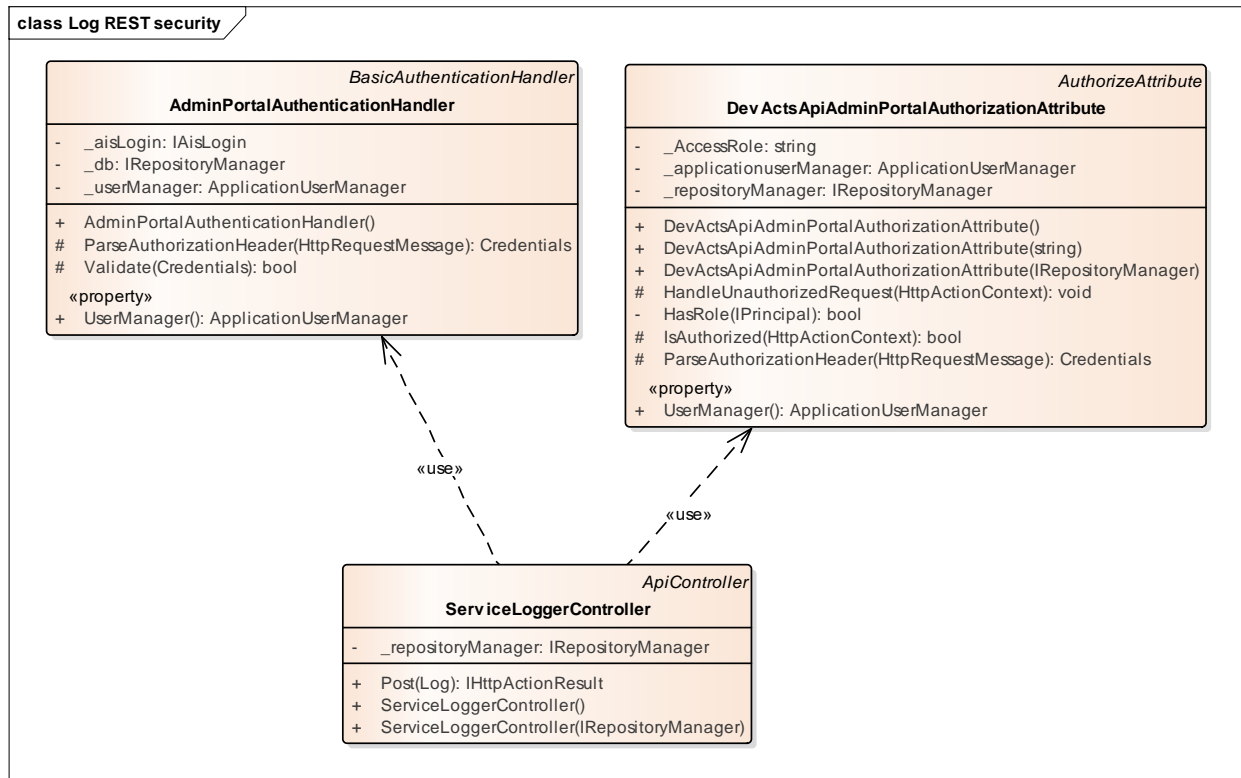 class Log REST security
BasicAuthenticationHandler
AdminPortalAuthenticationHandler
- _aisLogin: IAisLogin
- _db: IRepositoryManager
- _userManager: ApplicationUserManager
+ AdminPortalAuthenticationHandler()
# ParseAuthorizationHeader(HttpRequestMessage): Credentials
# Validate(Credentials): bool
«property»
+ UserManager(): ApplicationUserManager
AuthorizeAttribute
DevActsApiAdminPortalAuthorizationAttribute
- _AccessRole: string
- _applicationuserManager: ApplicationUserManager
- _repositoryManager: IRepositoryManager
+ DevActsApiAdminPortalAuthorizationAttribute()
+ DevActsApiAdminPortalAuthorizationAttribute(string)
+ DevActsApiAdminPortalAuthorizationAttribute(IRepositoryManager)
# HandleUnauthorizedRequest(HttpActionContext): void
- HasRole(IPrincipal): bool
# IsAuthorized(HttpActionContext): bool
# ParseAuthorizationHeader(HttpRequestMessage): Credentials
«property»
+ UserManager(): ApplicationUserManager
«use»
«use»
ApiController
ServiceLoggerController
- _repositoryManager: IRepositoryManager
+ Post(Log): IHttpActionResult
+ ServiceLoggerController()
+ ServiceLoggerController(IRepositoryManager)